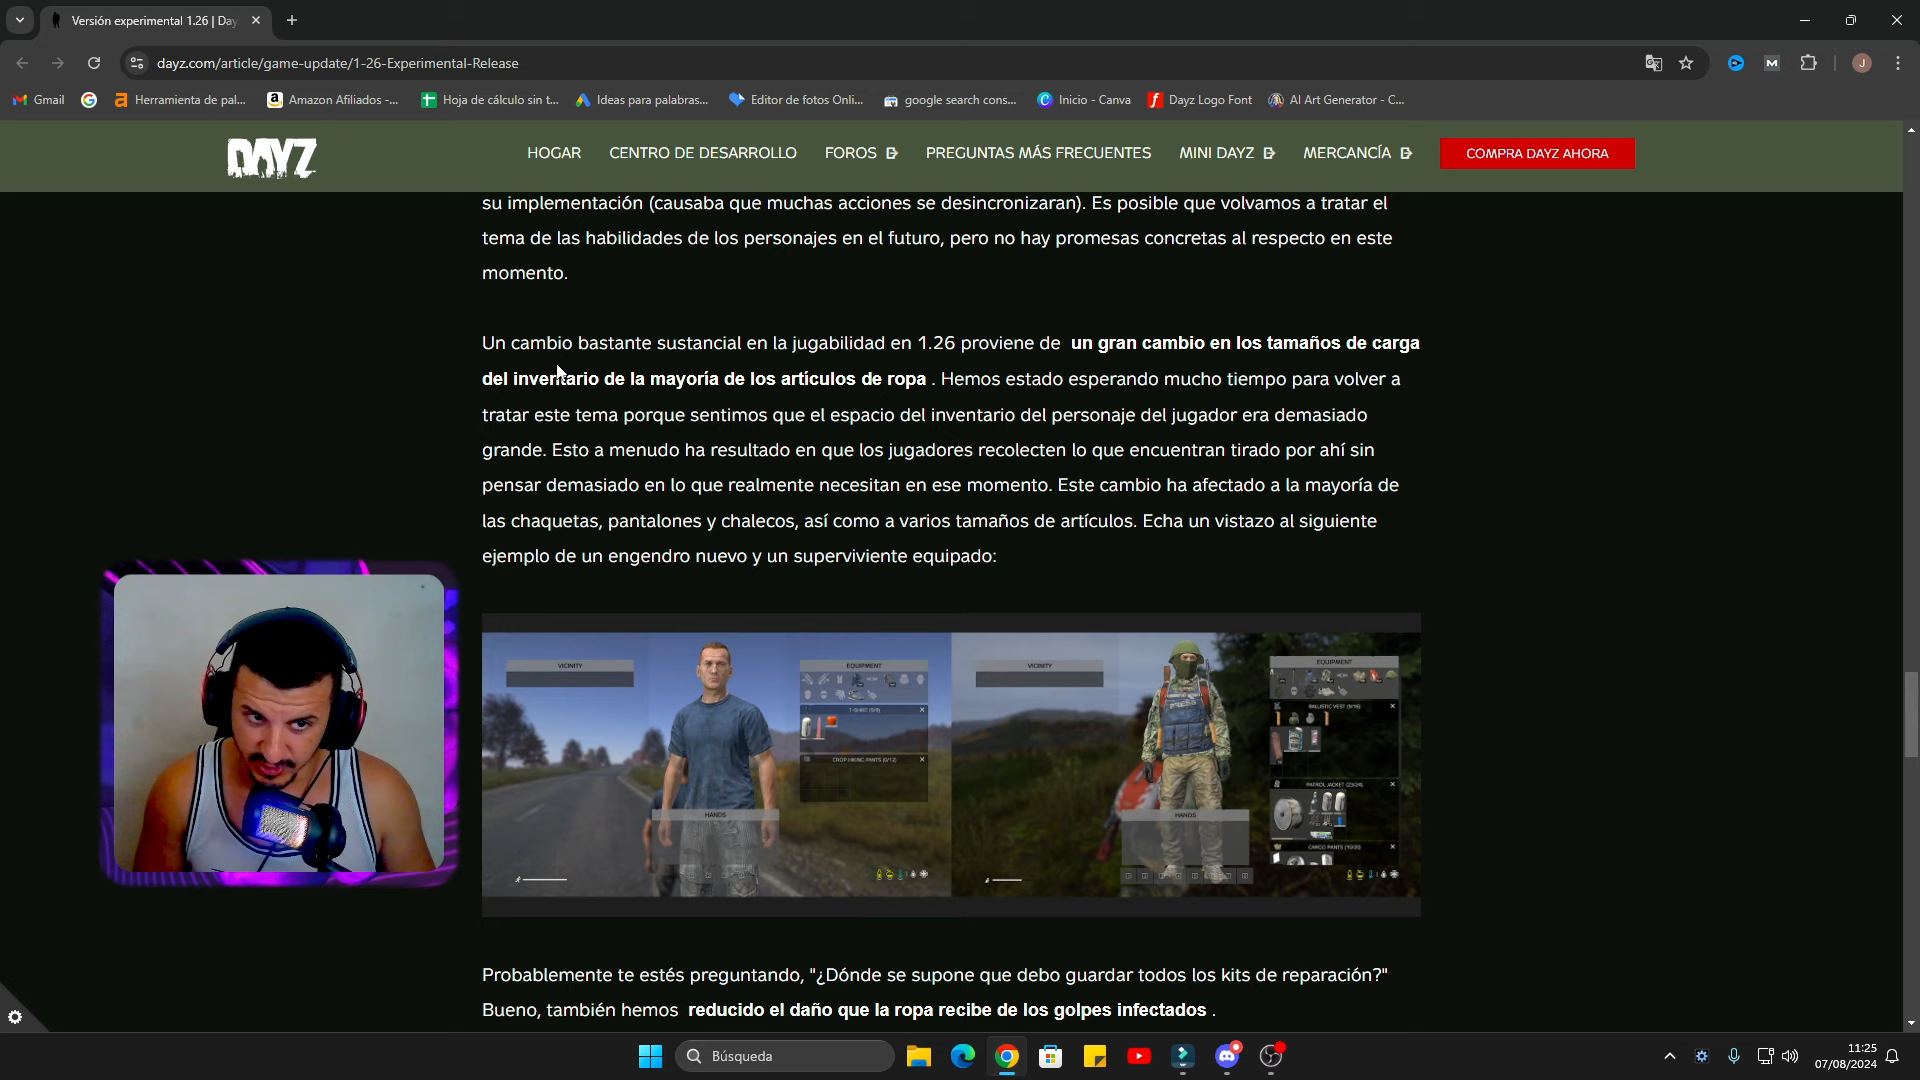 Versión experimental 1.26 | Day
dayz.com/article/game-update/1-26-Experimental-Release
J
Gmail
Herramienta de pal...
Amazon Afiliados -...
Hoja de cálculo sin t...
Ideas para palabras...
Editor de fotos Onli...
google search cons...
Inicio - Canva
Dayz Logo Font
AI Art Generator - C...
DAYZ
HOGAR
CENTRO DE DESARROLLO
FOROS
PREGUNTAS MÁS FRECUENTES
MINI DAYZ
MERCANCÍA
COMPRA DAYZ AHORA
su implementación (causaba que muchas acciones se desincronizaran). Es posible que volvamos a tratar el
tema de las habilidades de los personajes en el futuro, pero no hay promesas concretas al respecto en este
momento.
Un cambio bastante sustancial en la jugabilidad en 1.26 proviene de un gran cambio en los tamaños de carga
del inventario de la mayoría de los artículos de ropa . Hemos estado esperando mucho tiempo para volver a
tratar este tema porque sentimos que el espacio del inventario del personaje del jugador era demasiado
grande. Esto a menudo ha resultado en que los jugadores recolecten lo que encuentran tirado por ahí sin
pensar demasiado en lo que realmente necesitan en ese momento. Este cambio ha afectado a la mayoría de
las chaquetas, pantalones y chalecos, así como a varios tamaños de artículos. Echa un vistazo al siguiente
ejemplo de un engendro nuevo y un superviviente equipado:
VICINITY
EQUIPMENT
T-SHIRT (9/9)
CROP HIKING PANTS (0/12)
HANDS
VICINITY
EQUIPMENT
BALLISTIC VEST (9/16)
PRESS
PATROL JACKET (23/24)
CARGO PANTS (10/20)
HANDS
Probablemente te estés preguntando, "¿Dónde se supone que debo guardar todos los kits de reparación?"
Bueno, también hemos reducido el daño que la ropa recibe de los golpes infectados .
Búsqueda
11:25
07/08/2024